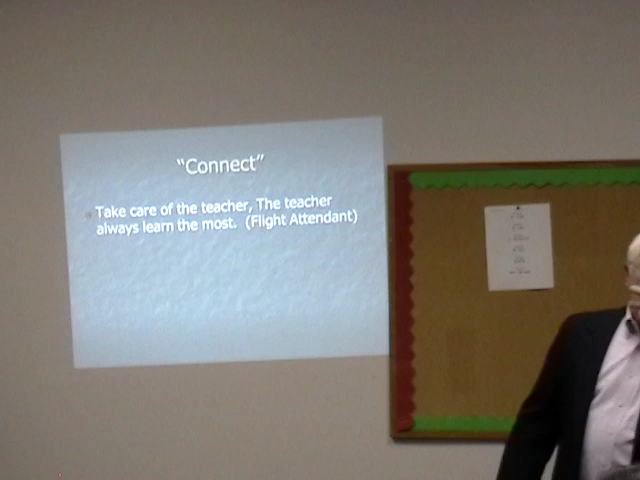 “Connect”
Take care of the teacher, The teacher
always learn the most. (Flight Attendant)